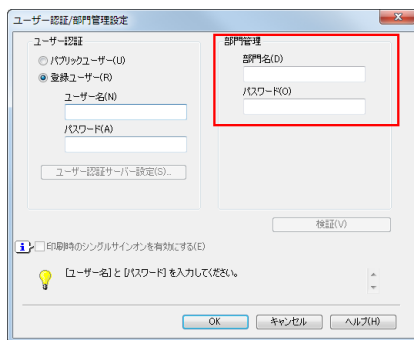 ユーザー認証/部門管理設定
ユーザー認証
パブリックユーザー(U)
登録ユーザー(R)
ユーザー名(N)
パスワード(A)
ユーザー認証サーバー設定(S)...
部門管理
部門名(D)
パスワード(O)
検証(V)
印刷時のシングルサインオンを有効にする(E)
[ユーザー名]と[パスワード]を入力してください。
OK
キャンセル
ヘルプ(H)